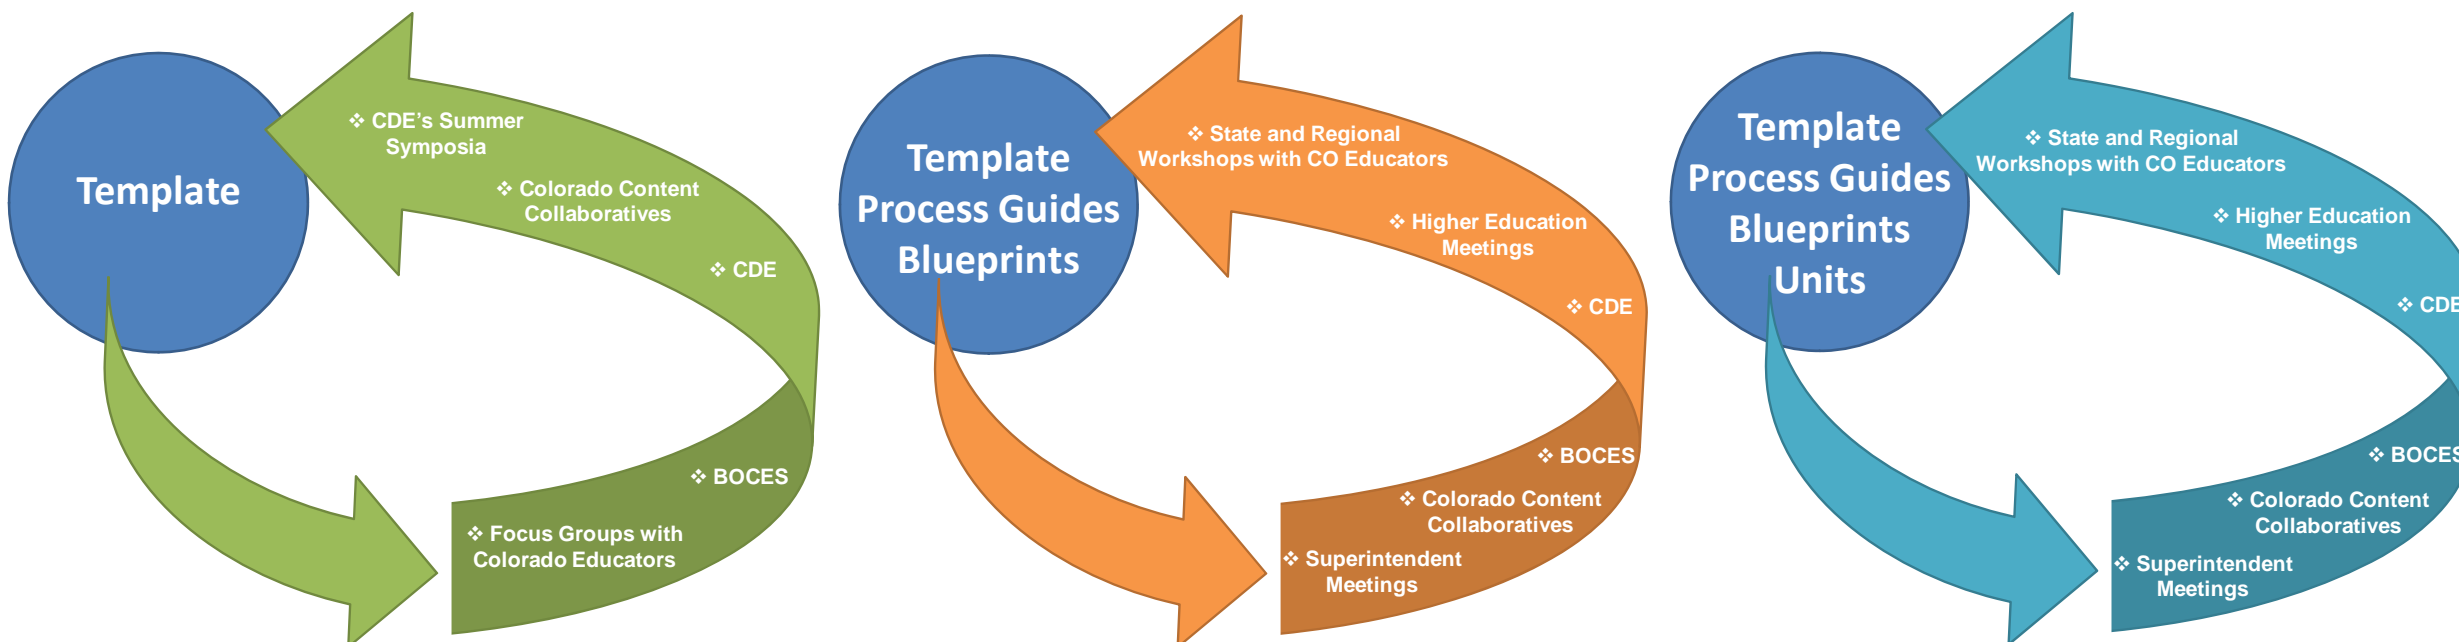 Template
❖ CDE's Summer
Symposia
❖ Colorado Content
Collaboratives
❖ CDE
❖ BOCES
❖ Focus Groups with
Colorado Educators
Template
Process Guides
Blueprints
❖ State and Regional
Workshops with CO Educators
❖ Higher Education
Meetings
❖ CDE
❖ BOCES
❖ Colorado Content
Collaboratives
❖ Superintendent
Meetings
Template
Process Guides
Blueprints
Units
❖ State and Regional
Workshops with CO Educators
❖ Higher Education
Meetings
❖ CDE
❖ BOCES
❖ Colorado Content
Collaboratives
❖ Superintendent
Meetings